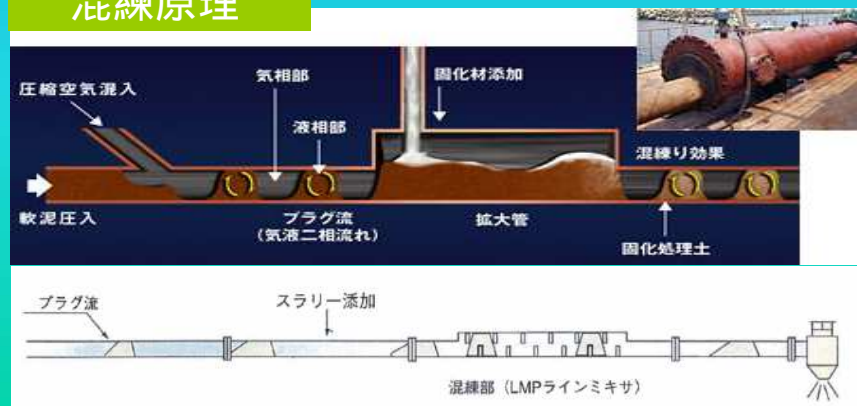 混練原理
圧縮空気混入
気相部
液相部
固化材添加
混練り効果
軟泥圧入
プラグ流
(気液二相流れ)
拡大管
固化処理土
プラグ流
スラリー添加
混練部（LMPラインミキサ）